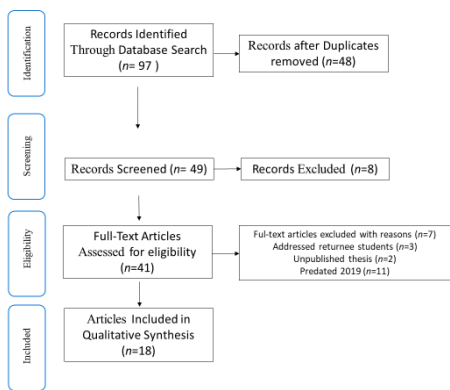 Identification
Records Identified
Through Database Search
(n= 97 )
Records after Duplicates
removed (n=48)
Screening
Records Screened (n= 49)
Records Excluded (n=8)
Eligibility
Full-Text Articles
Assessed for eligibility
(n=41)
Ful-text articles excluded with reasons (n=7)
Addressed returnee students (n=3)
Unpublished thesis (n=2)
Predated 2019 (n=11)
Included
Articles Included in
Qualitative Synthesis
(n=18)